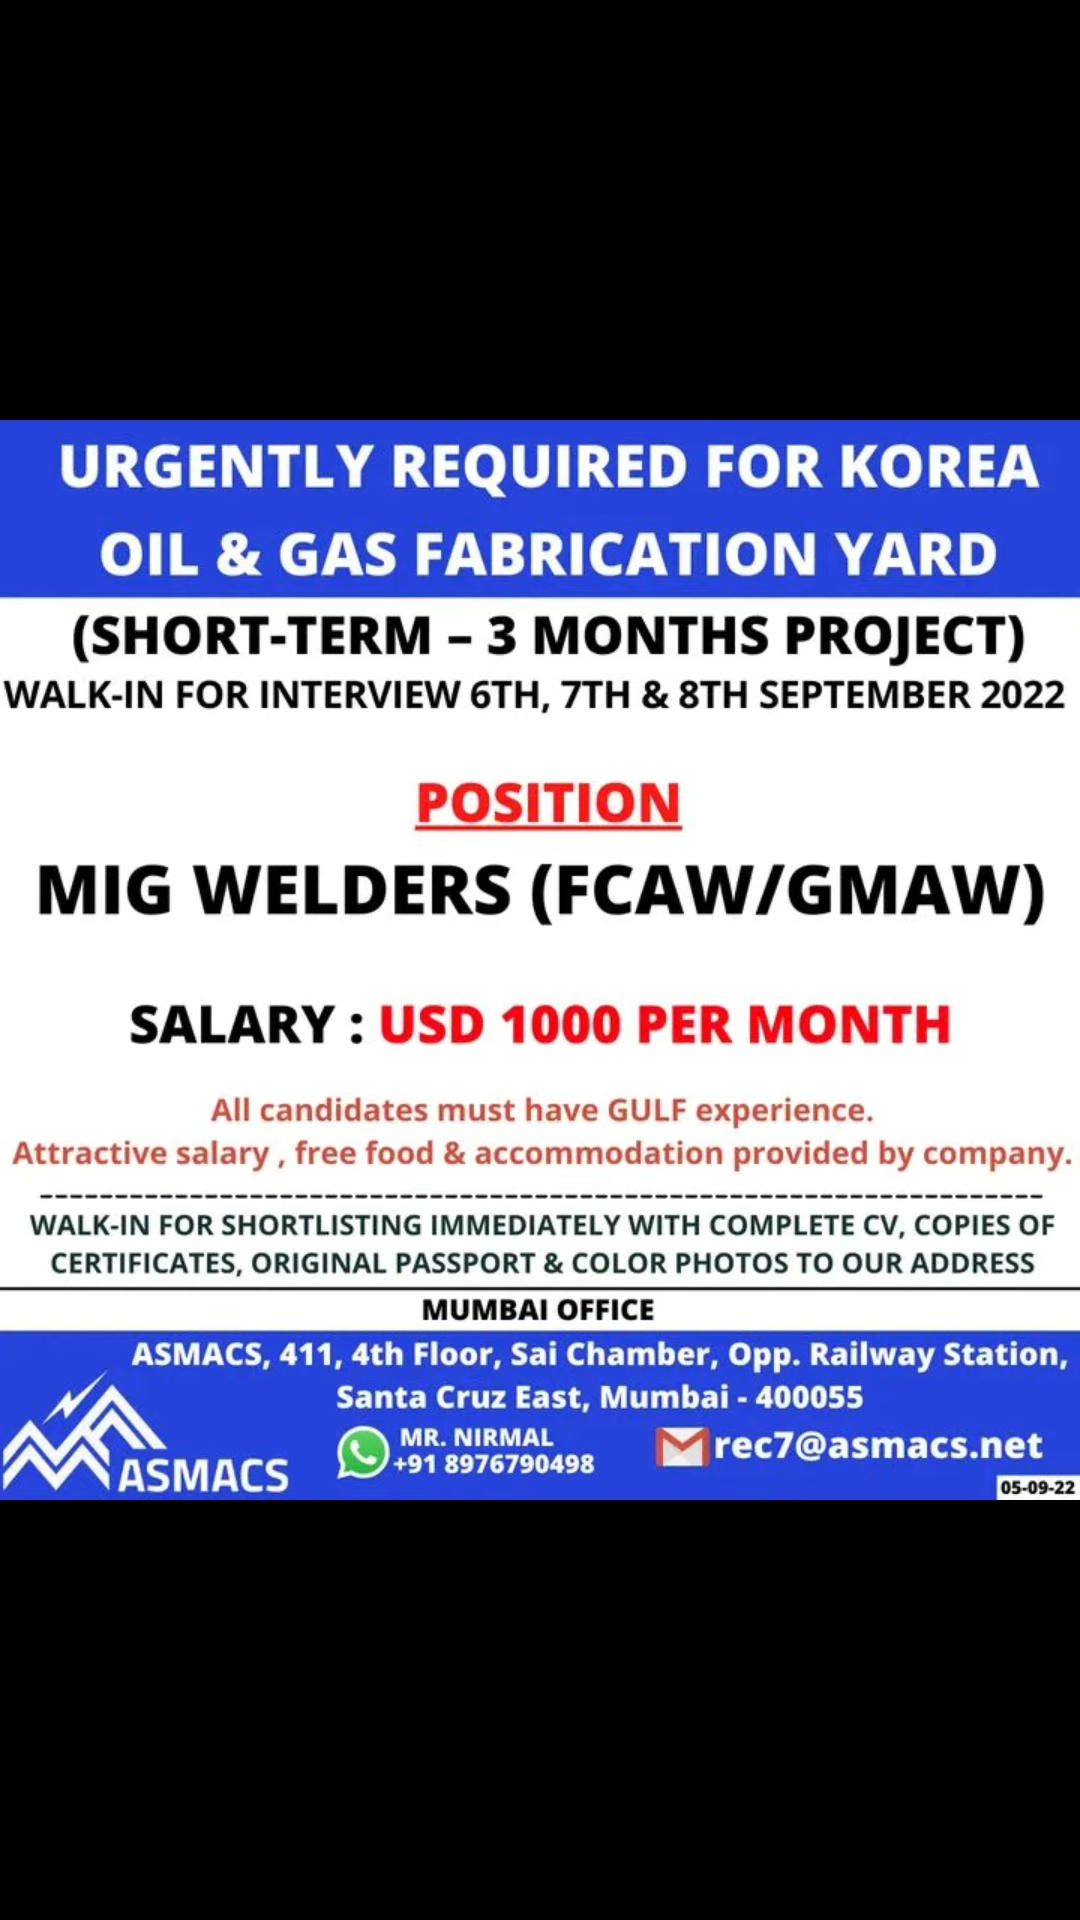 URGENTLY REQUIRED FOR KOREA
OIL & GAS FABRICATION YARD
(SHORT-TERM – 3 MONTHS PROJECT)
WALK-IN FOR INTERVIEW 6TH, 7TH & 8TH SEPTEMBER 2022
POSITION
MIG WELDERS (FCAW/GMAW)
SALARY : USD 1000 PER MONTH
All candidates must have GULF experience.
Attractive salary , free food & accommodation provided by company.
WALK-IN FOR SHORTLISTING IMMEDIATELY WITH COMPLETE CV, COPIES OF
CERTIFICATES, ORIGINAL PASSPORT & COLOR PHOTOS TO OUR ADDRESS
MUMBAI OFFICE
ASMACS, 411, 4th Floor, Sai Chamber, Opp. Railway Station,
Santa Cruz East, Mumbai - 400055
MR. NIRMAL
+91 8976790498
rec7@asmacs.net
ASMACS
05-09-22